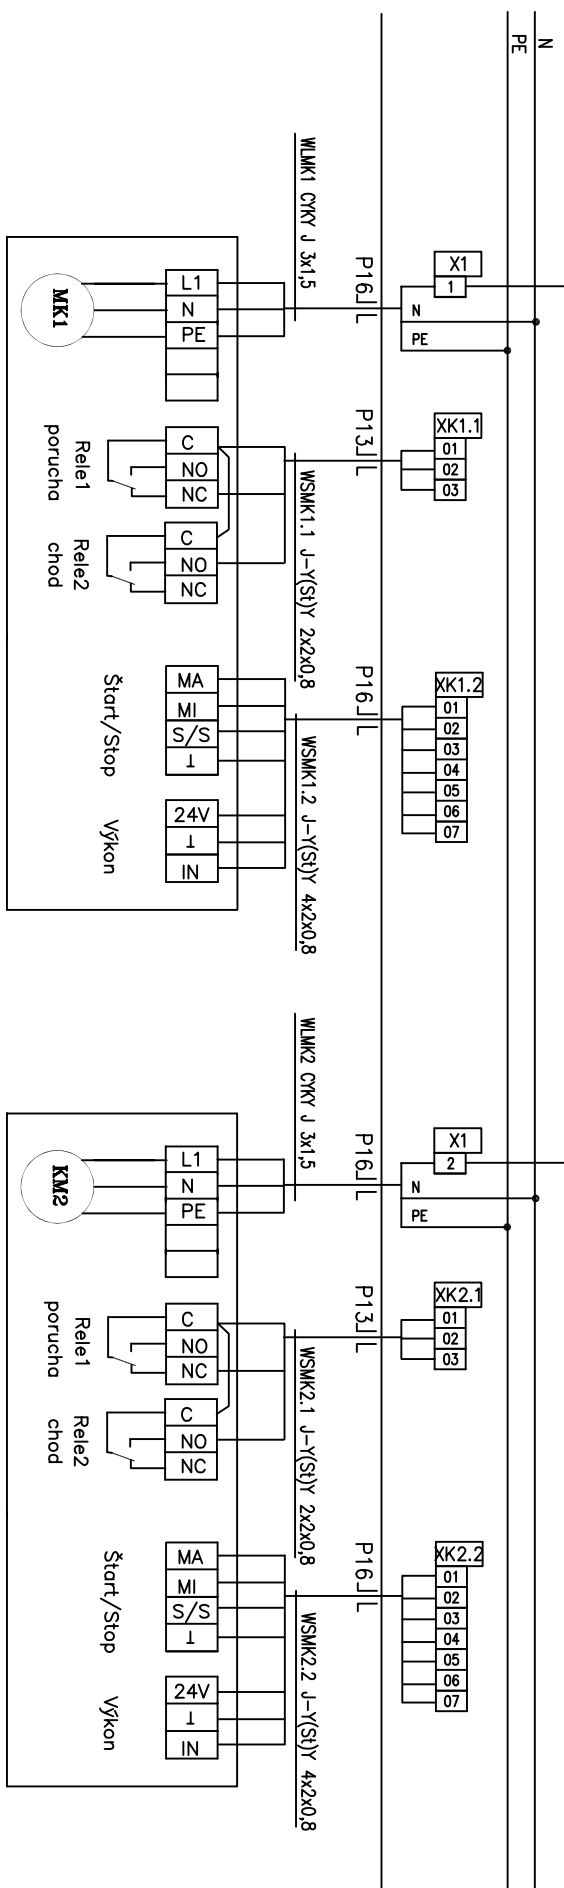 N
PE
WLMK1 CYKY J 3x1,5
P16
X1
1
N
PE
MK1
L1
N
PE
P13
XK1.1
01
02
03
WSMK1.1 J-Y(St)Y 2x2x0,8
Rele1
porucha
C
NO
NC
Rele2
chod
C
NO
NC
P16
XK1.2
01
02
03
04
05
06
07
WSMK1.2 J-Y(St)Y 4x2x0,8
Štart/Stop
MA
MI
S/S
⊥
Výkon
24V
⊥
IN
WLMK2 CYKY J 3x1,5
P16
X1
2
N
PE
KM2
L1
N
PE
P13
XK2.1
01
02
03
WSMK2.1 J-Y(St)Y 2x2x0,8
Rele1
porucha
C
NO
NC
Rele2
chod
C
NO
NC
P16
XK2.2
01
02
03
04
05
06
07
WSMK2.2 J-Y(St)Y 4x2x0,8
Štart/Stop
MA
MI
S/S
⊥
Výkon
24V
⊥
IN